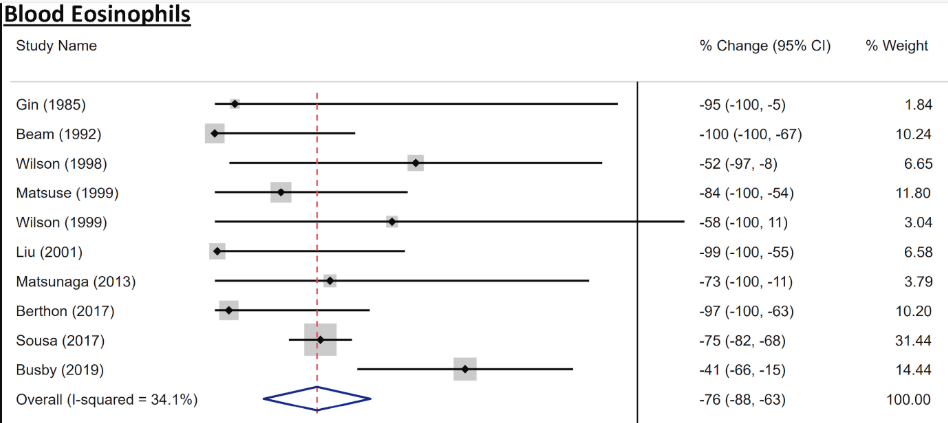 Blood Eosinophils
Study Name % Change (95% CI) % Weight
Gin (1985) -95 (-100, -5) 1.84
Beam (1992) -100 (-100, -67) 10.24
Wilson (1998) -52 (-97, -8) 6.65
Matsuse (1999) -84 (-100, -54) 11.80
Wilson (1999) -58 (-100, 11) 3.04
Liu (2001) -99 (-100, -55) 6.58
Matsunaga (2013) -73 (-100, -11) 3.79
Berthon (2017) -97 (-100, -63) 10.20
Sousa (2017) -75 (-82, -68) 31.44
Busby (2019) -41 (-66, -15) 14.44
Overall (I-squared = 34.1%) -76 (-88, -63) 100.00